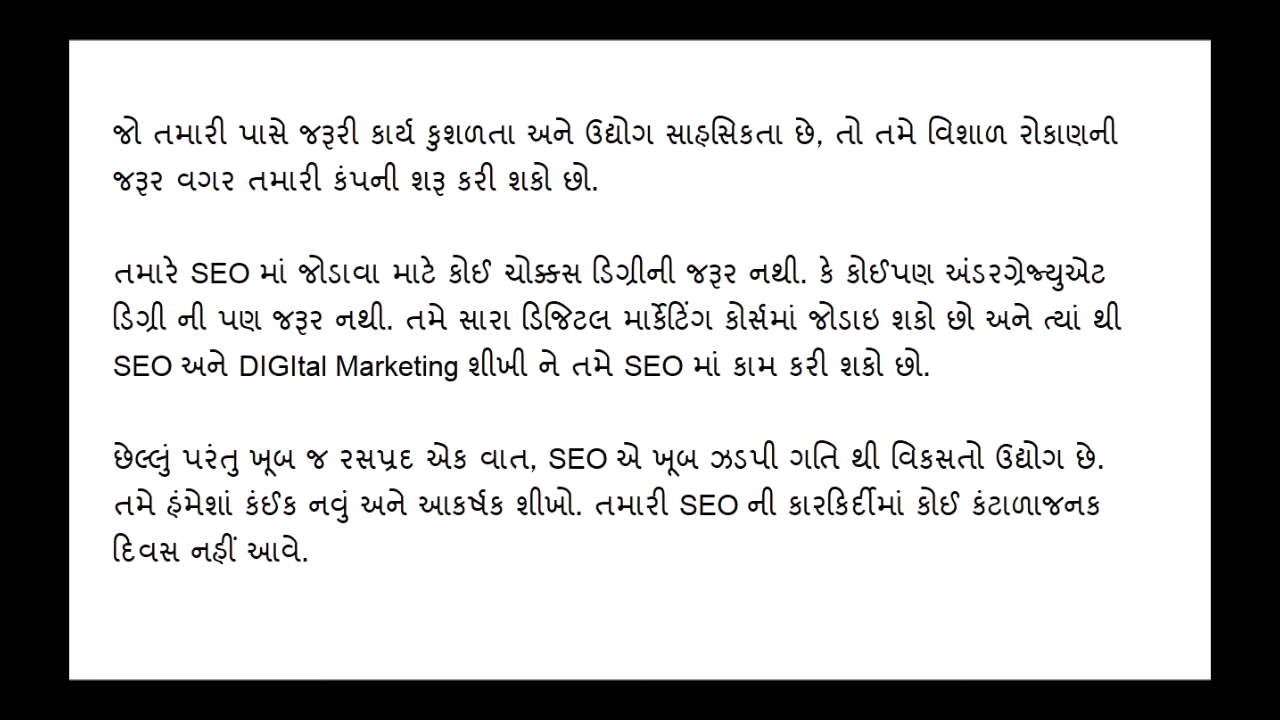 જો તમારી પાસે જરૂરી કાર્ય કુશળતા અને ઉદ્યોગ સાહસિકતા છે, તો તમે વિશાળ રોકાણની
જરૂર વગર તમારી કંપની શરૂ કરી શકો છો.
તમારે SEO માં જોડાવા માટે કોઈ ચોક્કસ ડિગ્રીની જરૂર નથી. કે કોઈપણ અંડરગ્રેજ્યુએટ
ડિગ્રી ની પણ જરૂર નથી. તમે સારા ડિજિટલ માર્કેટિંગ કોર્સમાં જોડાઇ શકો છો અને ત્યાં થી
SEO અને DIGItal Marketing શીખી ને તમે SEO માં કામ કરી શકો છો.
છેલ્લું પરંતુ ખૂબ જ રસપ્રદ એક વાત, SEO એ ખૂબ ઝડપી ગતિ થી વિકસતો ઉદ્યોગ છે.
તમે હંમેશાં કંઈક નવું અને આકર્ષક શીખો. તમારી SEO ની કારકિર્દીમાં કોઈ કંટાળાજનક
દિવસ નહીં આવે.